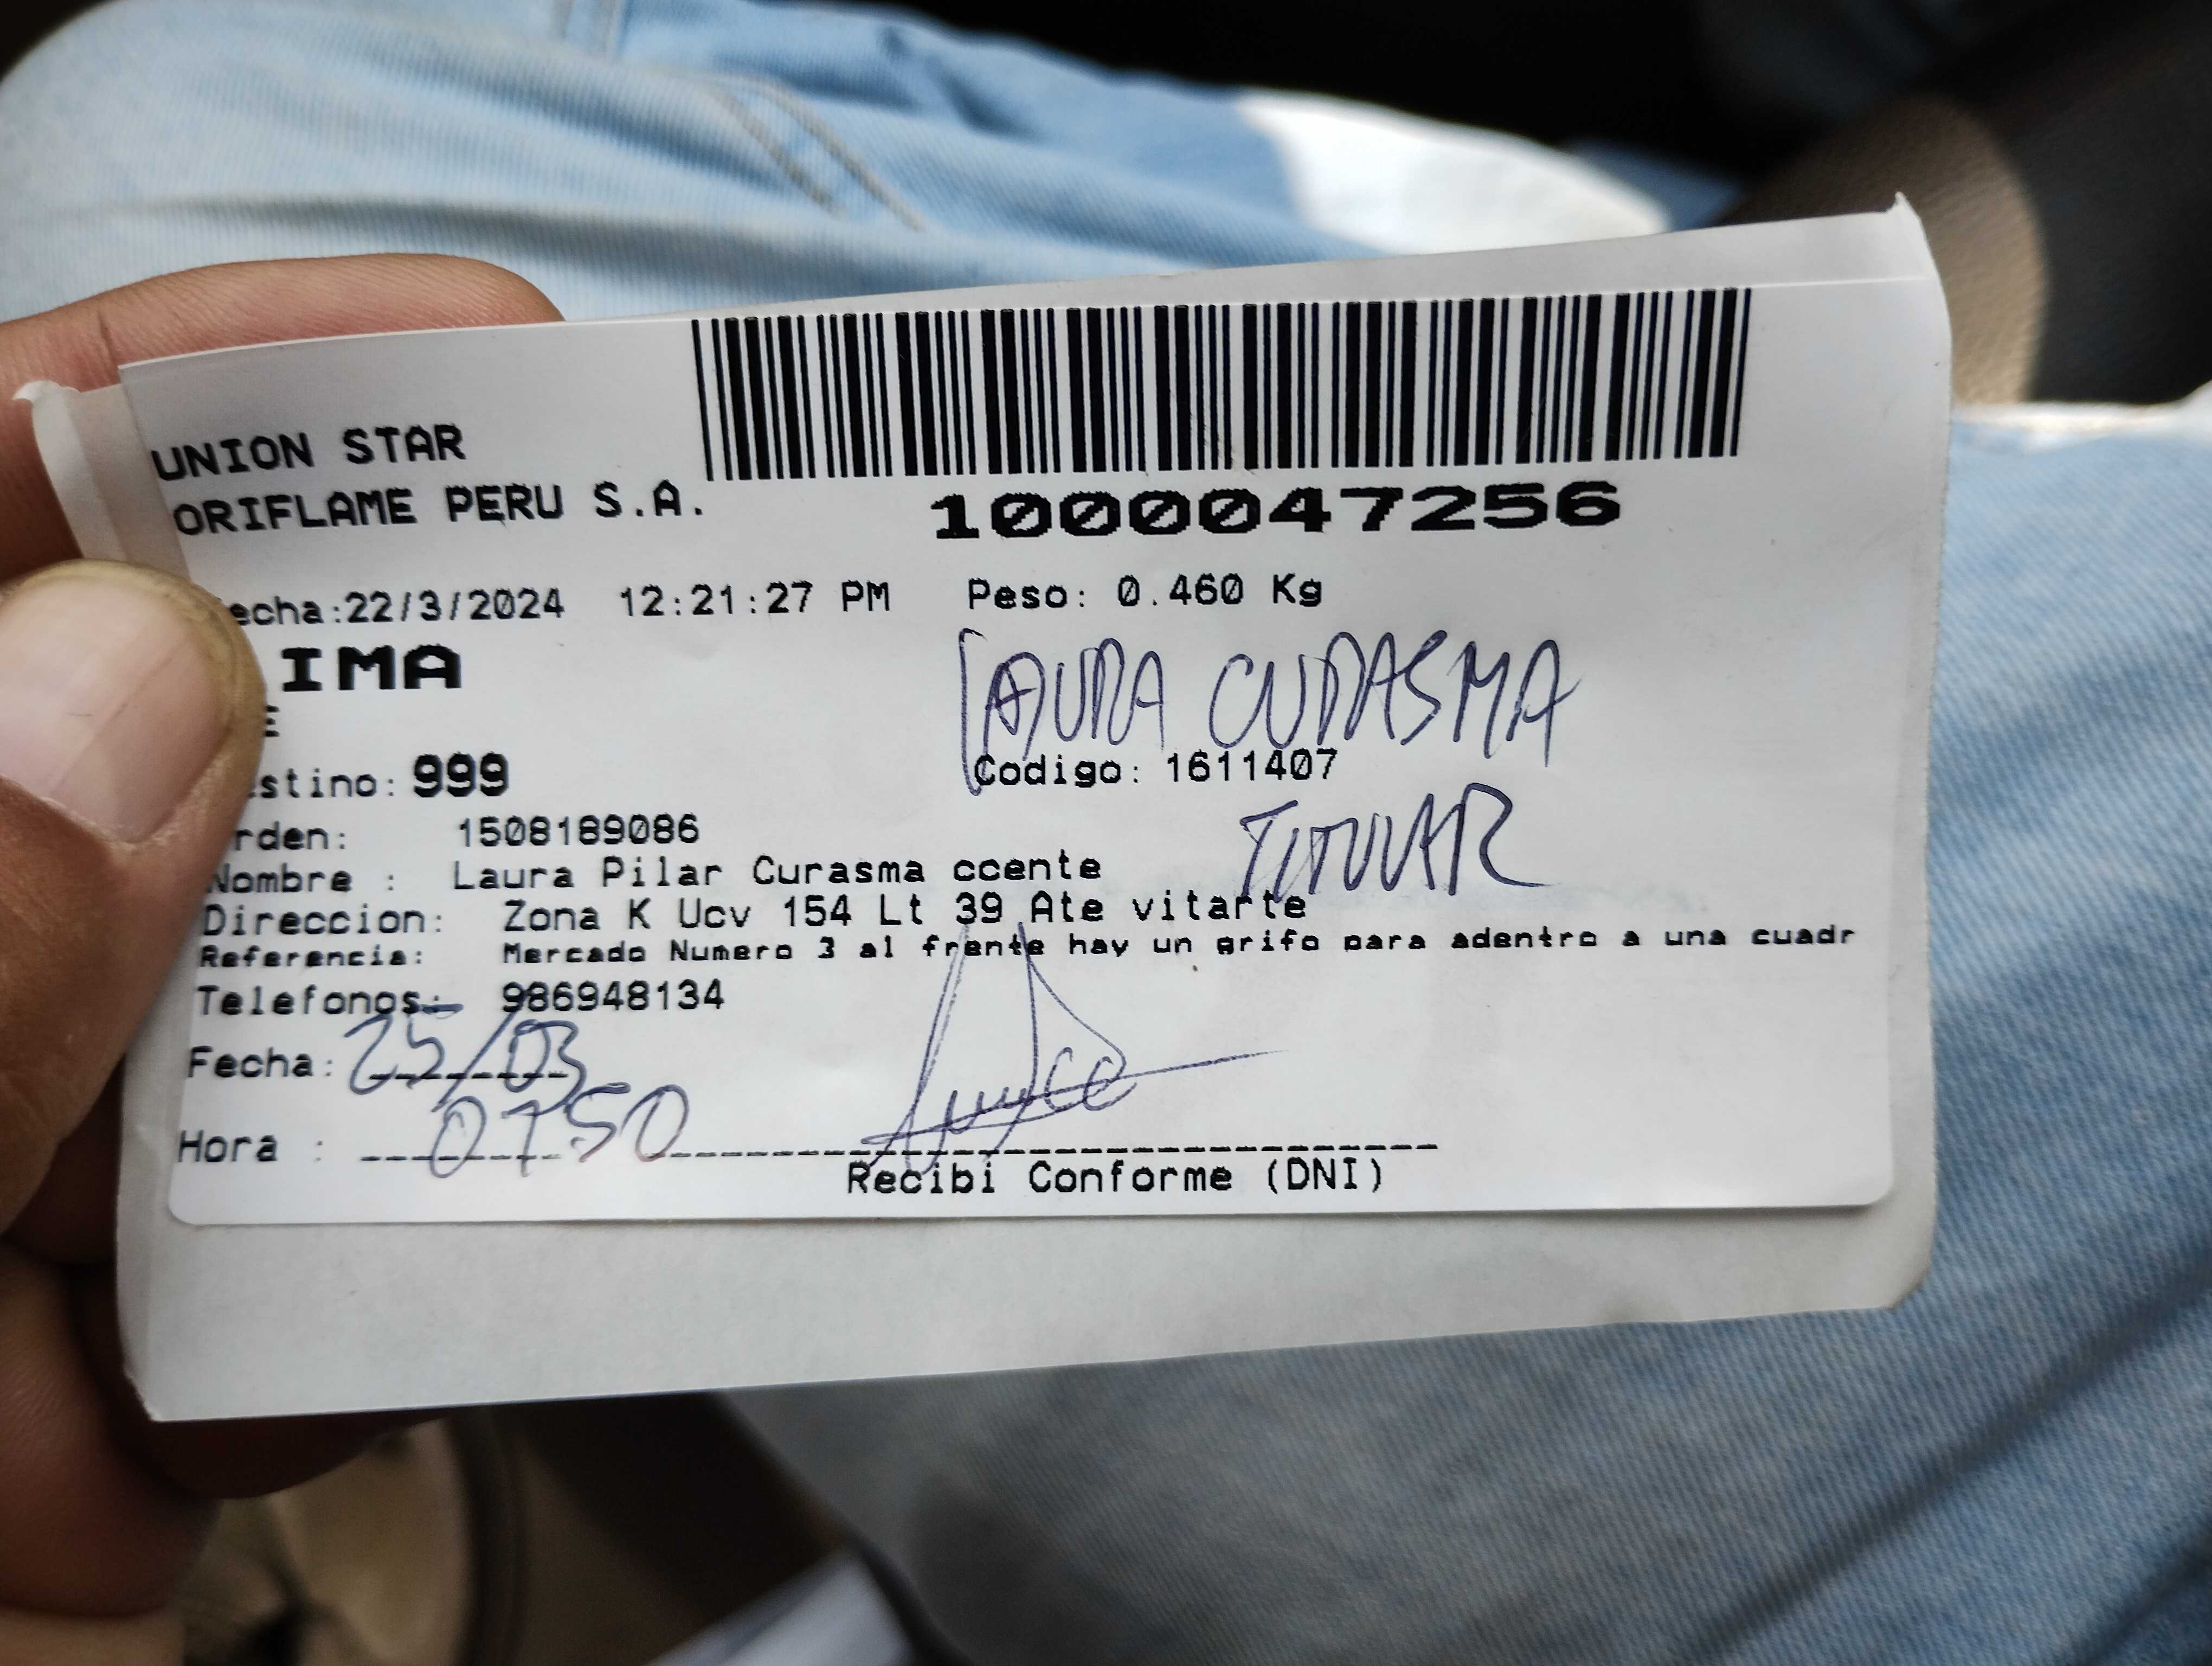 UNION STAR
ORIFLAME PERU S.A.
1000047256
echa:22/3/2024 12:21:27 PM Peso: 0.460 Kg
IMA
LAURA CURASMA
E
estino: 999 Codigo: 1611407
TITULAR
rden: 1508189086
Nombre : Laura Pilar Curasma ccente
Direccion: Zona K Ucv 154 Lt 39 Ate vitarte
Referencia: Mercado Numero 3 al frente hay un grifo para adentro a una cuadr
Telefonos: 986948134
Fecha: 25/03
Hora : 07 50
Recibi Conforme (DNI)